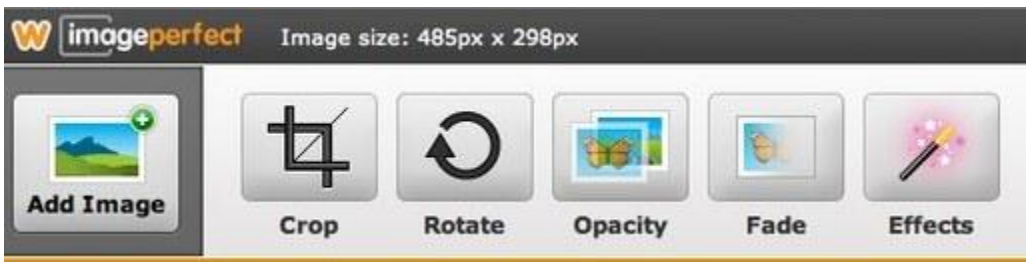 W imageperfect Image size: 485px x 298px
Add Image
Crop Rotate Opacity Fade Effects